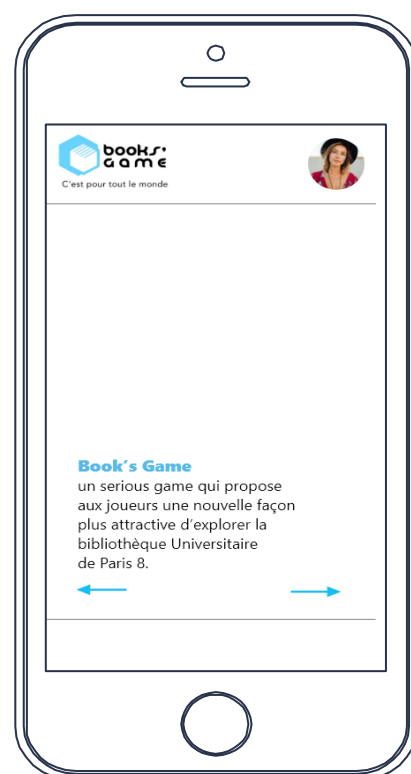 books'
GAME
C'est pour tout le monde
Book's Game
un serious game qui propose
aux joueurs une nouvelle façon
plus attractive d'explorer la
bibliothèque Universitaire
de Paris 8.